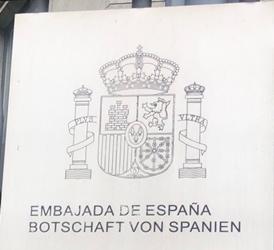 PLVS VLTRA
EMBAJADA DE ESPAÑA
BOTSCHAFT VON SPANIEN